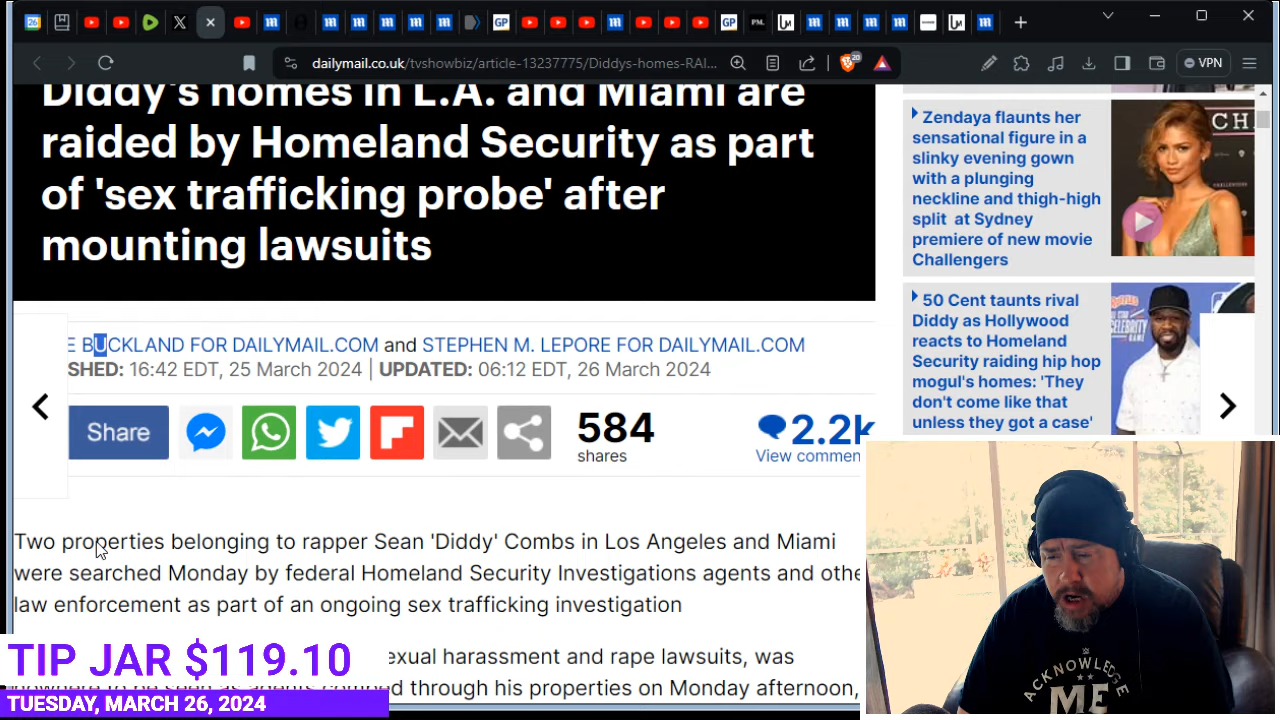 dailymail.co.uk/tvshowbiz/article-13237775/Diddys-homes-RAI...
VPN
Diddy's homes in L.A. and Miami are
raided by Homeland Security as part
of 'sex trafficking probe' after
mounting lawsuits
E BUCKLAND FOR DAILYMAIL.COM and STEPHEN M. LEPORE FOR DAILYMAIL.COM
SHED: 16:42 EDT, 25 March 2024 | UPDATED: 06:12 EDT, 26 March 2024
Share
584
shares
2.2k
View commen
Two properties belonging to rapper Sean 'Diddy' Combs in Los Angeles and Miami
were searched Monday by federal Homeland Security Investigations agents and othe
law enforcement as part of an ongoing sex trafficking investigation
exual harassment and rape lawsuits, was
through his properties on Monday afternoon,
Zendaya flaunts her
sensational figure in a
slinky evening gown
with a plunging
neckline and thigh-high
split at Sydney
premiere of new movie
Challengers
CH
50 Cent taunts rival
Diddy as Hollywood
reacts to Homeland
Security raiding hip hop
mogul's homes: 'They
don't come like that
unless they got a case'
TIP JAR $119.10
TUESDAY, MARCH 26, 2024
ACKNOWLEDGE
ME